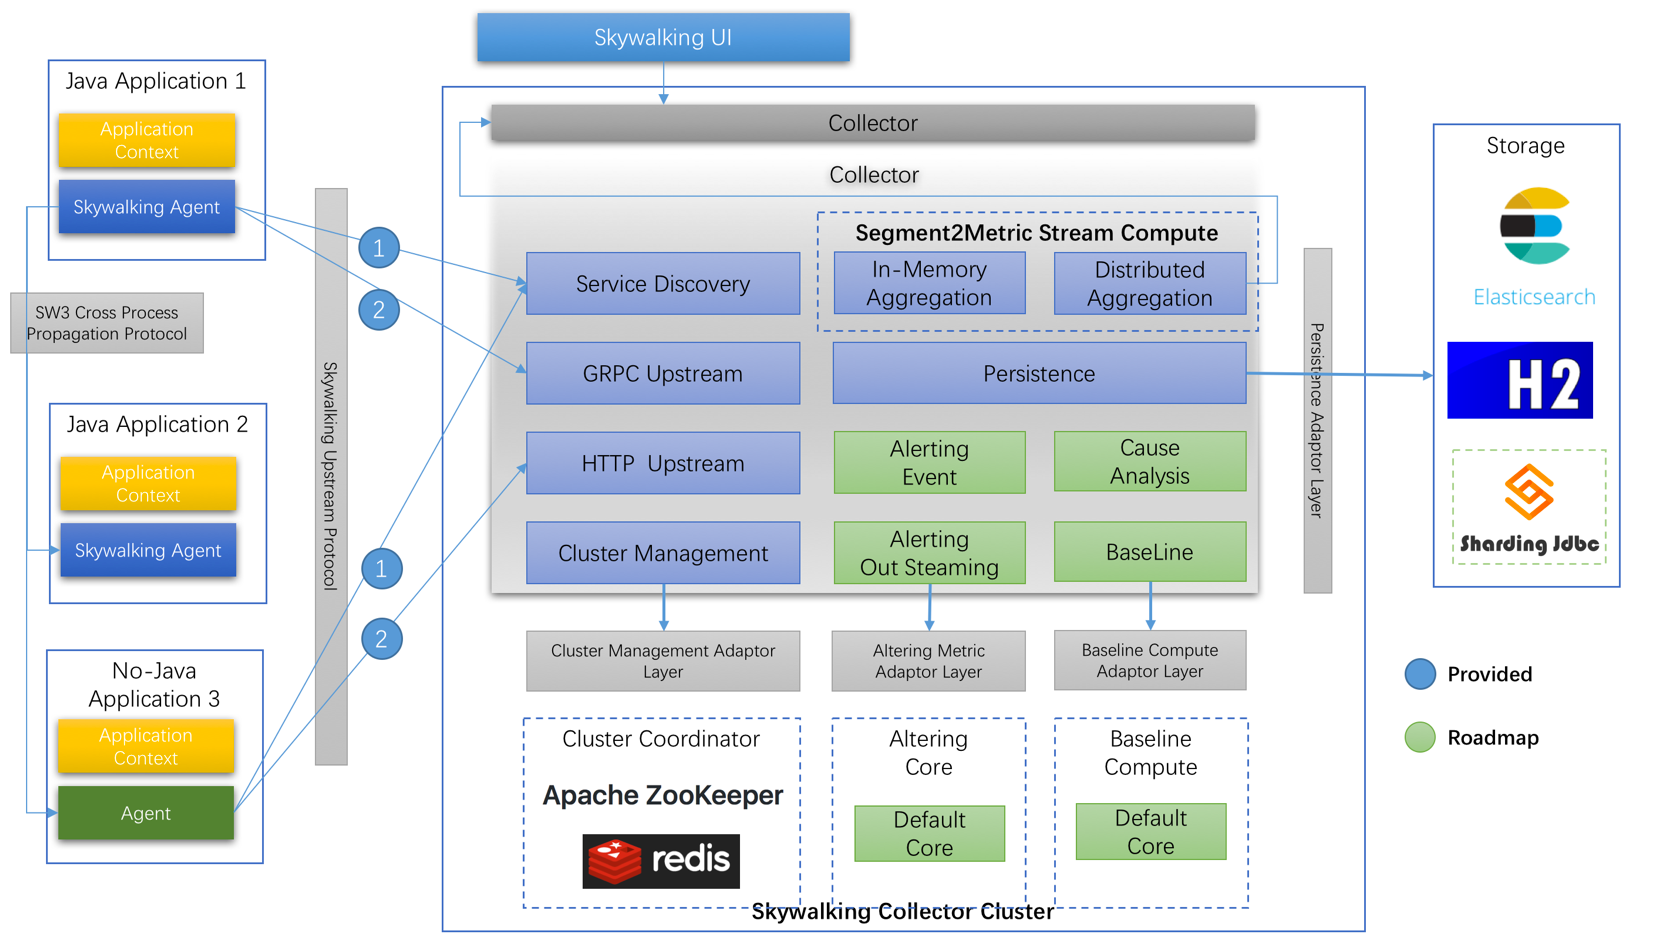 Skywalking UI
Java Application 1
Application
Context
Skywalking Agent
SW3 Cross Process
Propagation Protocol
Java Application 2
Application
Context
Skywalking Agent
No-Java
Application 3
Application
Context
Agent
Skywalking Upstream Protocol
1
2
1
2
Collector
Collector
Segment2Metric Stream Compute
Service Discovery
In-Memory
Aggregation
Distributed
Aggregation
GRPC Upstream
Persistence
HTTP  Upstream
Alerting
Event
Cause
Analysis
Cluster Management
Alerting
Out Steaming
BaseLine
Cluster Management Adaptor
Layer
Altering Metric
Adaptor Layer
Baseline Compute
Adaptor Layer
Cluster Coordinator
Apache ZooKeeper
redis
Altering
Core
Default
Core
Baseline
Compute
Default
Core
Skywalking Collector Cluster
Persistence Adaptor Layer
Storage
Elasticsearch
H2
Sharding Jdbc
Provided
Roadmap